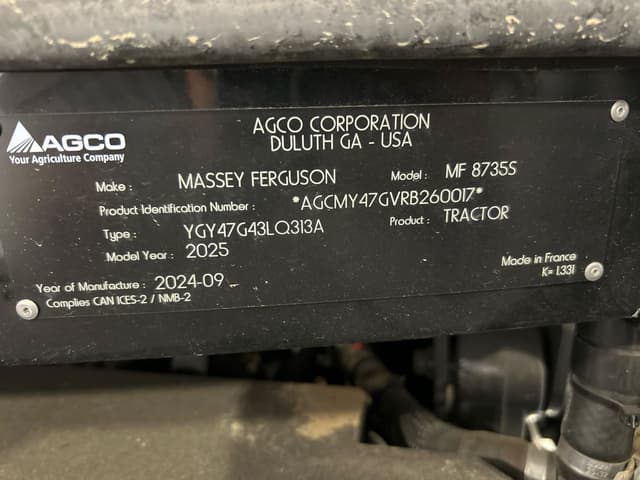 AGCO
Your Agriculture Company
AGCO CORPORATION
DULUTH GA - USA
Make : MASSEY FERGUSON Model : MF 8735S
Product Identification Number : *AGCMY47GVRB260017*
Type : YGY47G43LQ313A Product : TRACTOR
Model Year : 2025
Made in France
Year of Manufacture : 2024-09 K= 1.331
Complies CAN ICES-2 / NMB-2